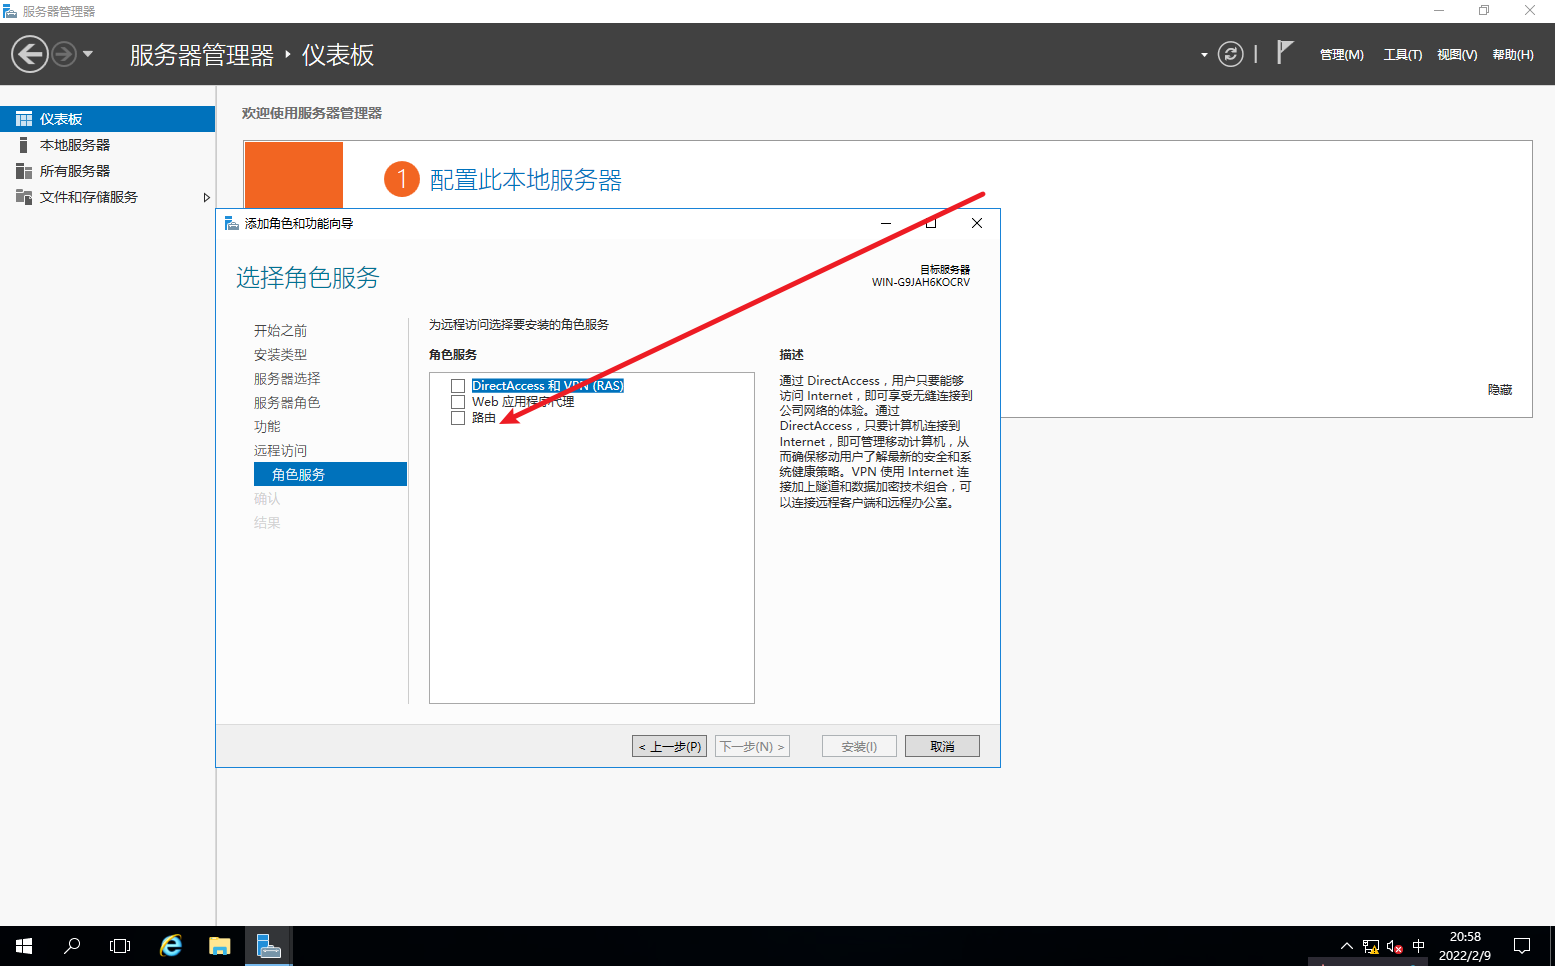 服务器管理器
服务器管理器 ‣ 仪表板
管理(M) 工具(T) 视图(V) 帮助(H)
仪表板
本地服务器
所有服务器
文件和存储服务
欢迎使用服务器管理器
1 配置此本地服务器
隐藏
添加角色和功能向导
选择角色服务
目标服务器
WIN-G9JAH6KOCRV
开始之前
安装类型
服务器选择
服务器角色
功能
远程访问
角色服务
确认
结果
为远程访问选择要安装的角色服务
角色服务
DirectAccess 和 VPN (RAS)
Web 应用程序代理
路由
描述
通过 DirectAccess，用户只要能够
访问 Internet，即可享受无缝连接到
公司网络的体验。通过
DirectAccess，只要计算机连接到
Internet，即可管理移动计算机，从
而确保移动用户了解最新的安全和系
统健康策略。VPN 使用 Internet 连
接加上隧道和数据加密技术组合，可
以连接远程客户端和远程办公室。
< 上一步(P) 下一步(N) > 安装(I) 取消
中
20:58
2022/2/9